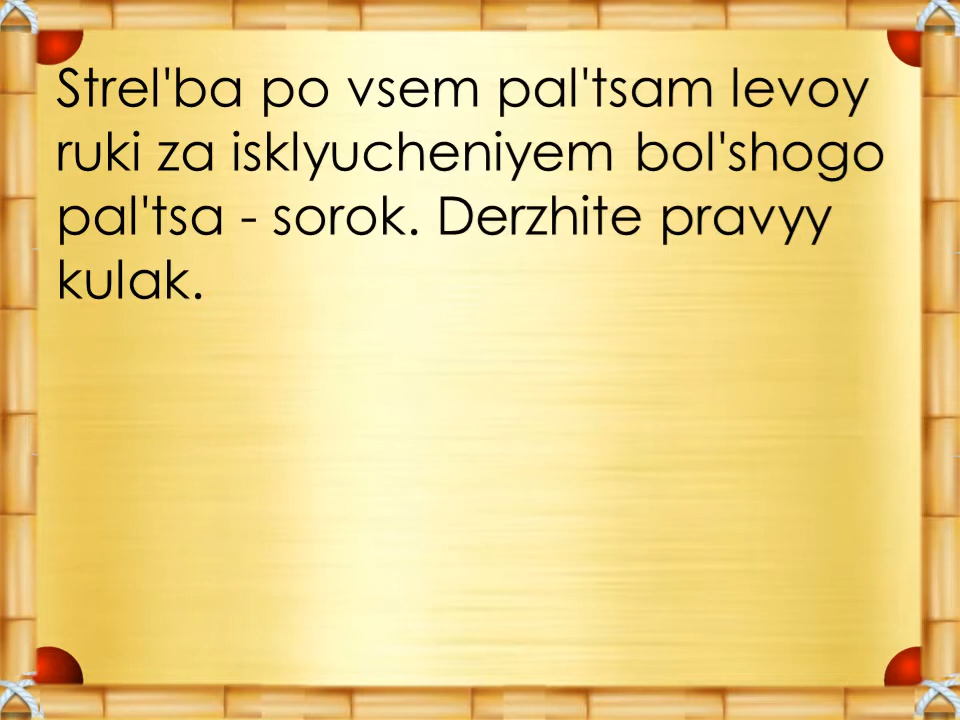 Strel'ba po vsem pal'tsam levoy
ruki za isklyucheniyem bol'shogo
pal'tsa - sorok. Derzhite pravyy
kulak.